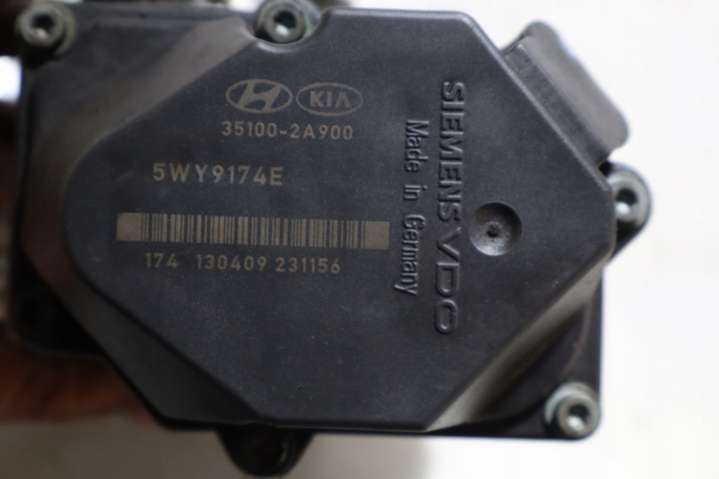 KIA
35100-2A900
5WY9174E
174 130409 231156
SIEMENS VDO
Made in Germany